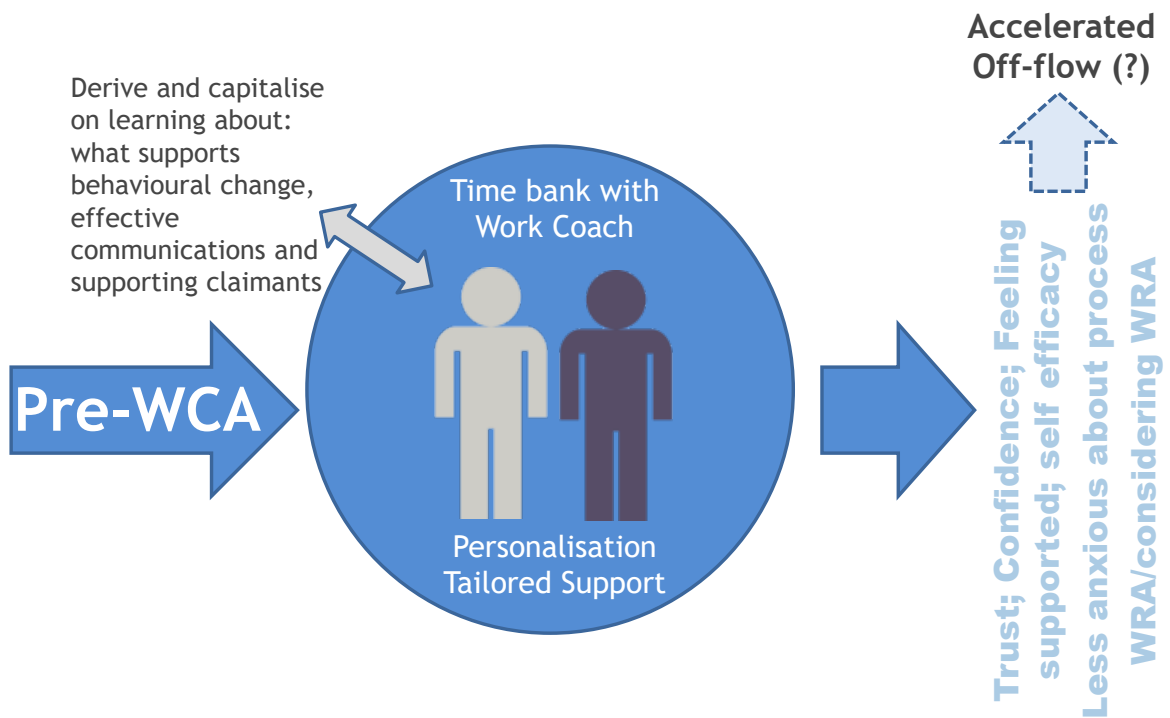 Derive and capitalise
on learning about:
what supports
behavioural change,
effective
communications and
supporting claimants
Pre-WCA
Time bank with
Work Coach
Personalisation
Tailored Support
Accelerated
Off-flow (?)
Trust; Confidence; Feeling
supported; self efficacy
Less anxious about process
WRA/considering WRA